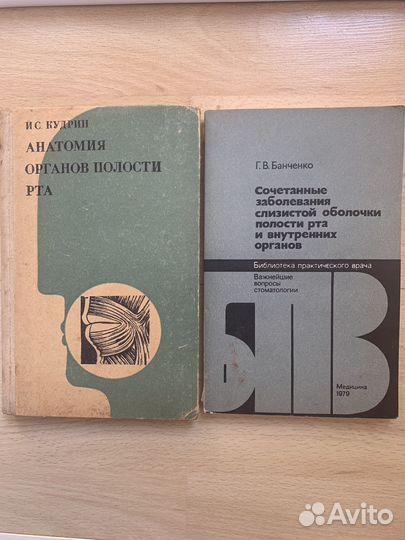 И.С. КУДРИН
АНАТОМИЯ
ОРГАНОВ ПОЛОСТИ
РТА
Г.В. Банченко
Сочетанные
заболевания
слизистой оболочки
полости рта
и внутренних
органов
Библиотека практического врача
Важнейшие
вопросы
стоматологии
БПВ
Медицина
1979
Avito